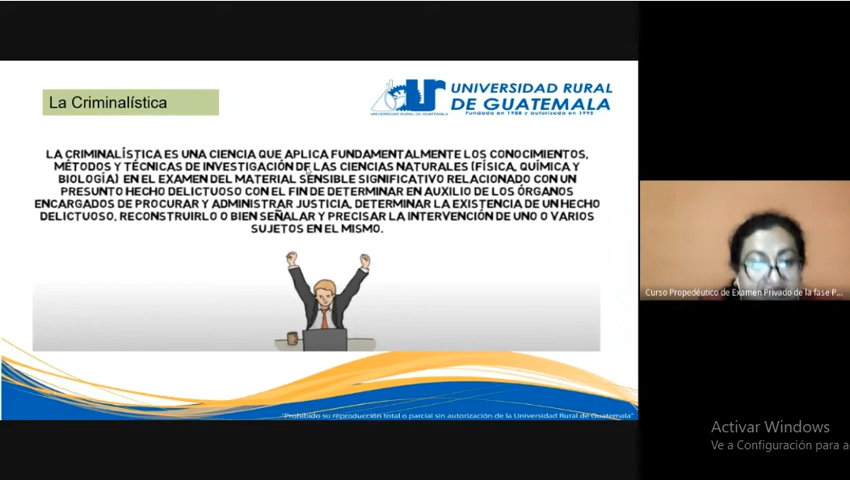 La Criminalística
UNIVERSIDAD RURAL
DE GUATEMALA
Fundada en 1988 y autorizada en 1995
UNIVERSIDAD RURAL DE GUATEMALA
LA CRIMINALÍSTICA ES UNA CIENCIA QUE APLICA FUNDAMENTALMENTE LOS CONOCIMIENTOS,
MÉTODOS Y TÉCNICAS DE INVESTIGACIÓN DE LAS CIENCIAS NATURALES (FÍSICA, QUÍMICA Y
BIOLOGÍA) EN EL EXAMEN DEL MATERIAL SENSIBLE SIGNIFICATIVO RELACIONADO CON UN
PRESUNTO HECHO DELICTUOSO CON EL FIN DE DETERMINAR EN AUXILIO DE LOS ÓRGANOS
ENCARGADOS DE PROCURAR Y ADMINISTRAR JUSTICIA, DETERMINAR LA EXISTENCIA DE UN HECHO
DELICTUOSO, RECONSTRUIRLO O BIEN SEÑALAR Y PRECISAR LA INTERVENCIÓN DE UNO O VARIOS
SUJETOS EN EL MISMO.
"Prohibido su reproducción total o parcial sin autorización de la Universidad Rural de Guatemala"
Curso Propedéutico de Examen Privado de la fase P...
Activar Windows
Ve a Configuración para a